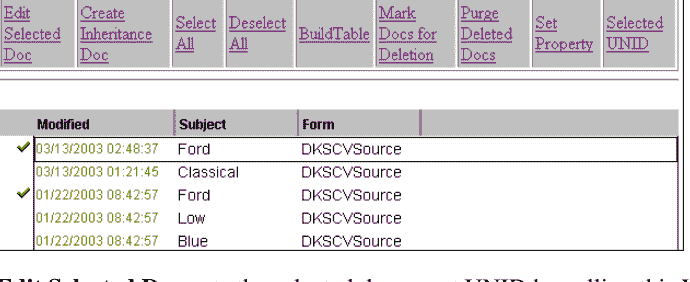 Edit Selected Doc
Create Inheritance Doc
Select All
Deselect All
BuildTable
Mark Docs for Deletion
Purge Deleted Docs
Set Property
Selected UNID
Modified Subject Form
03/13/2003 02:48:37 Ford DKSCVSource
03/13/2003 01:21:45 Classical DKSCVSource
01/22/2003 08:42:57 Ford DKSCVSource
01/22/2003 08:42:57 Low DKSCVSource
01/22/2003 08:42:57 Blue DKSCVSource